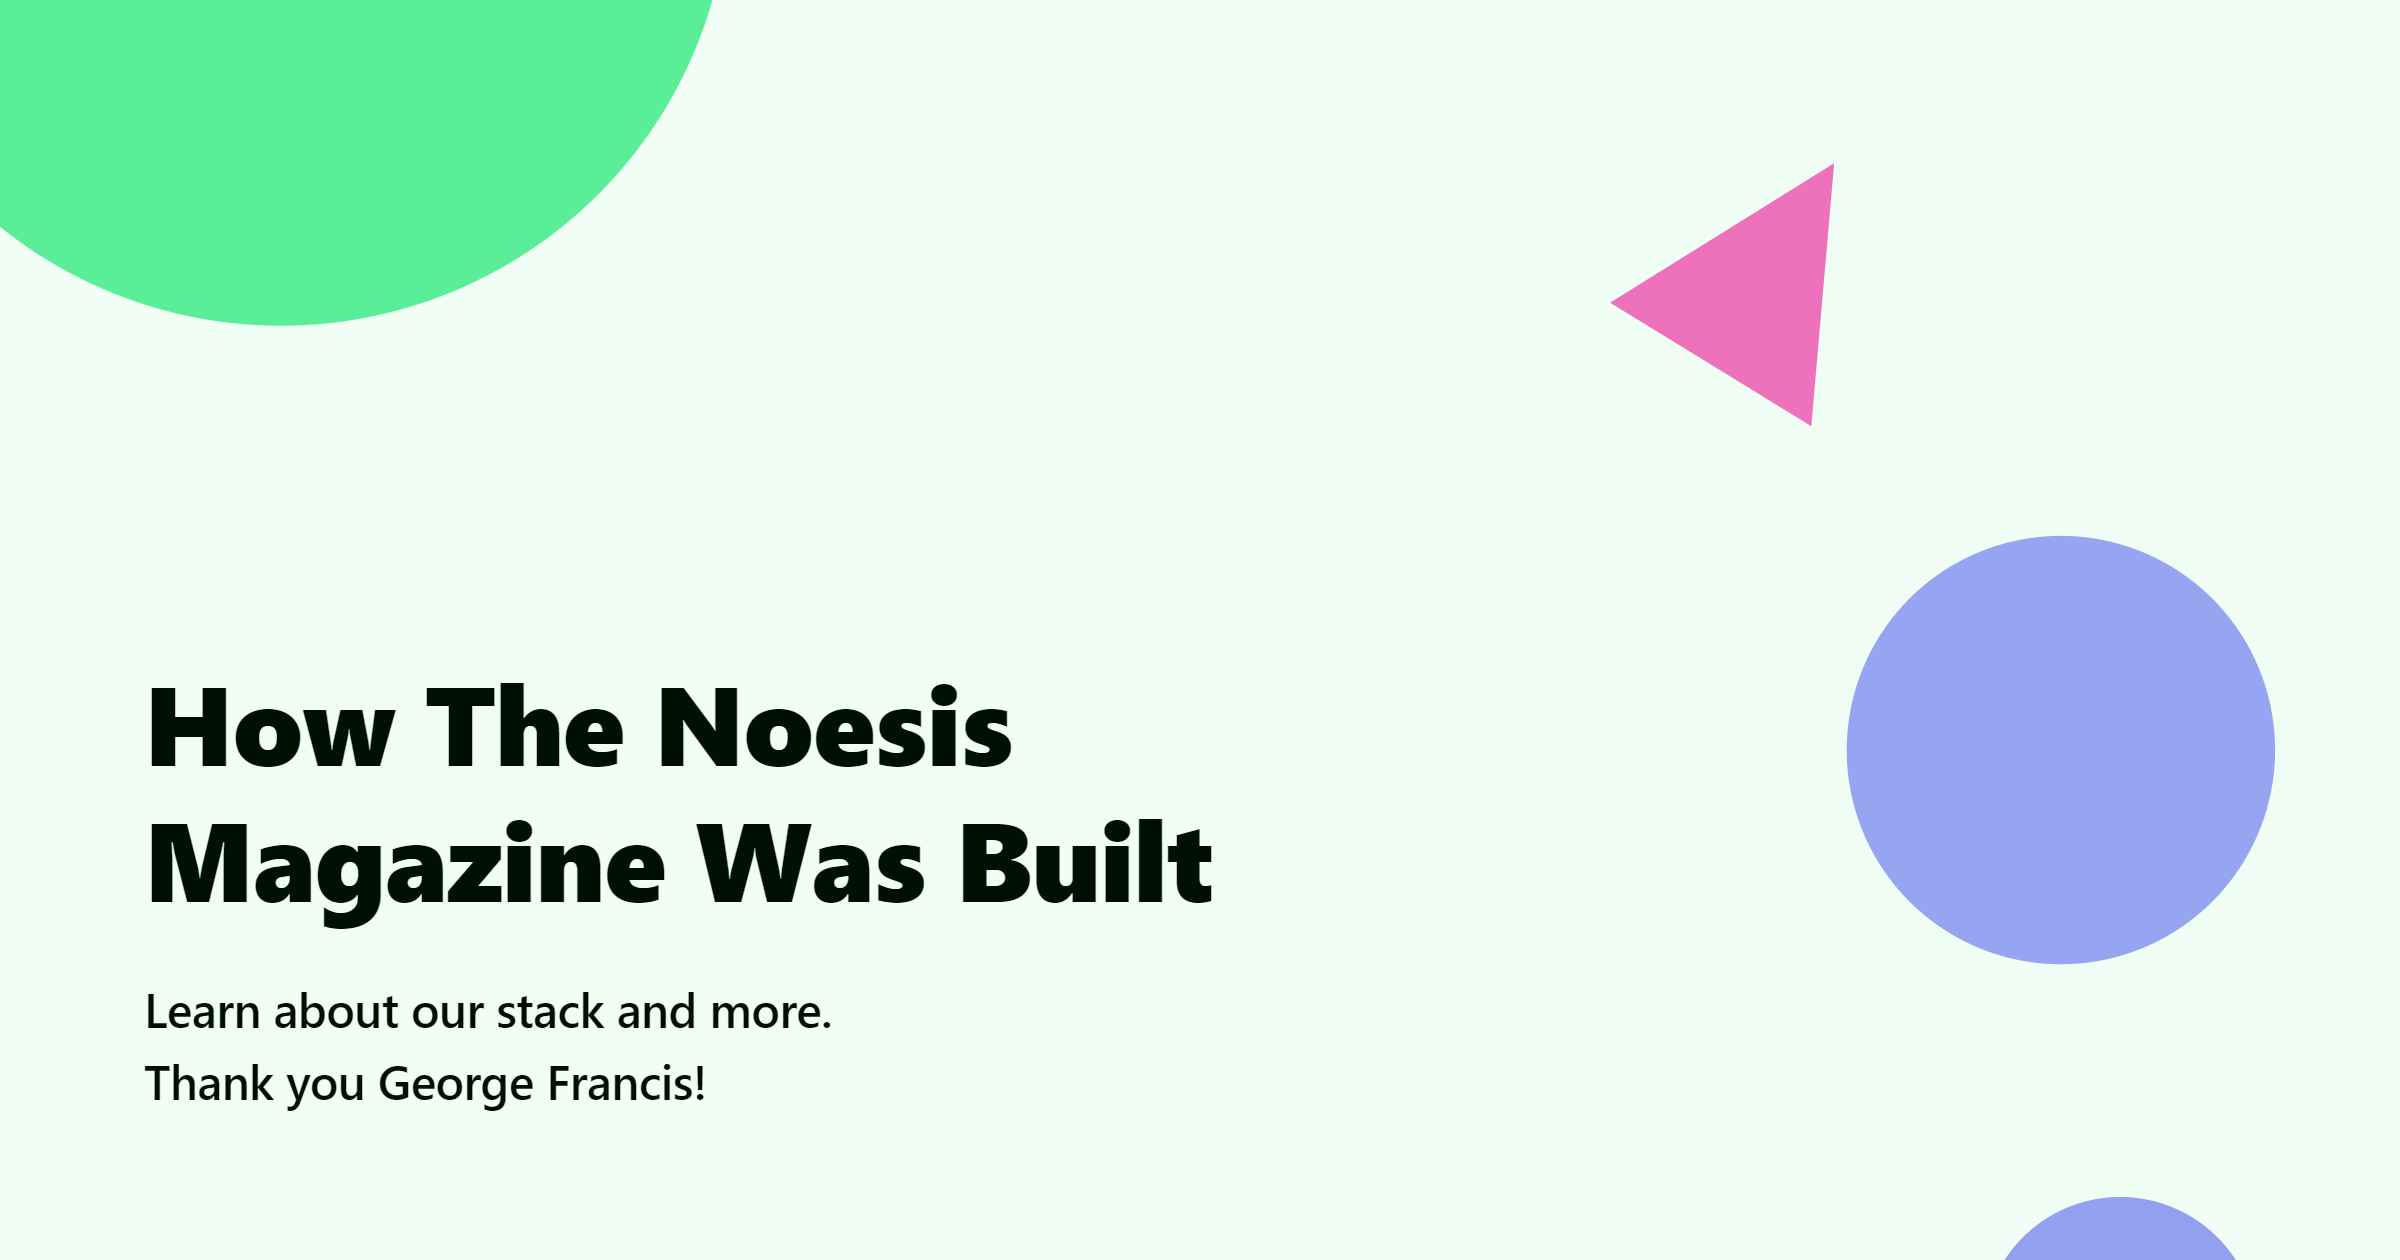 How The Noesis
Magazine Was Built
Learn about our stack and more.
Thank you George Francis!